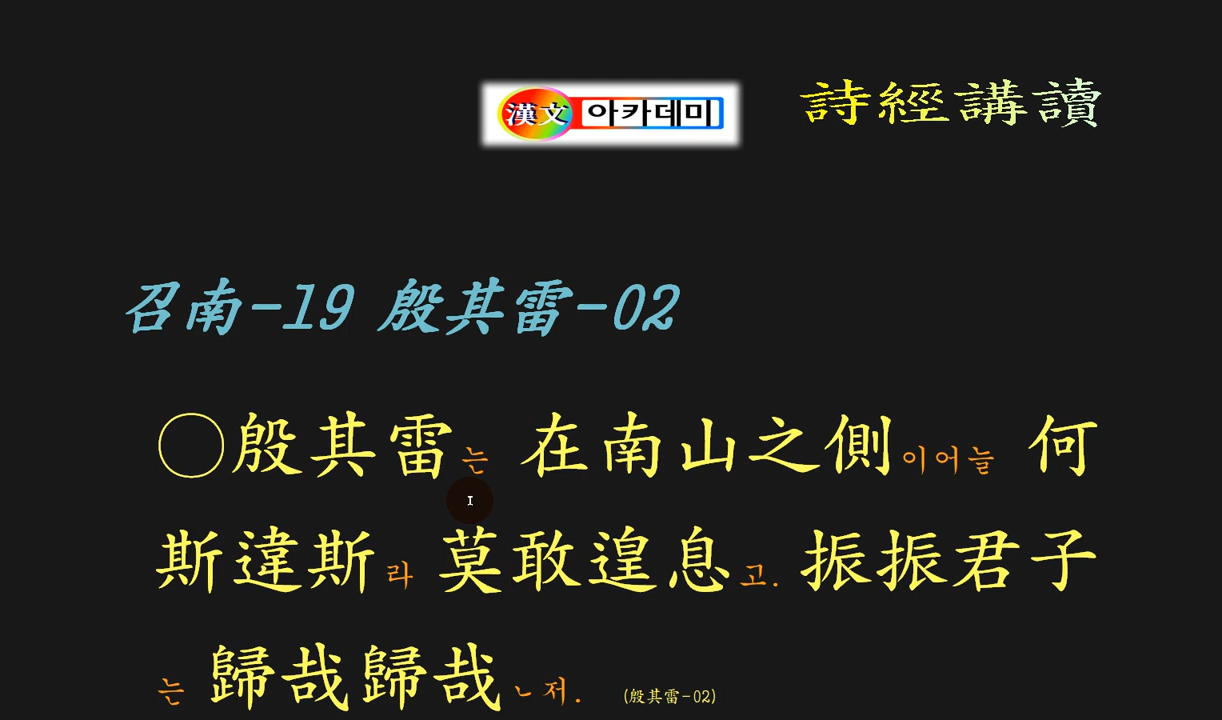 漢文 아카데미 詩經講讀
召南-19 殷其雷-02
◯殷其雷는 在南山之側이어늘 何
斯違斯라 莫敢遑息고. 振振君子
는 歸哉歸哉ㄴ저. (殷其雷-02)